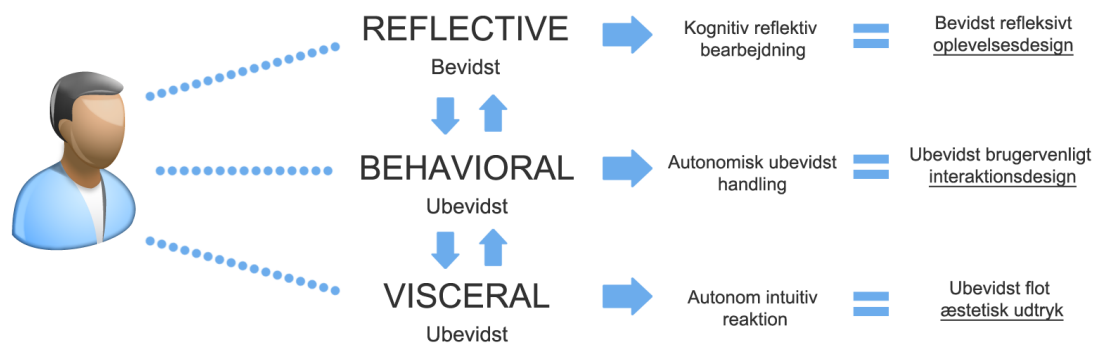 REFLECTIVE
Bevidst
Kognitiv reflektiv
bearbejdning
Bevidst refleksivt
oplevelsesdesign
BEHAVIORAL
Ubevidst
Autonomisk ubevidst
handling
Ubevidst brugervenligt
interaktionsdesign
VISCERAL
Ubevidst
Autonom intuitiv
reaktion
Ubevidst flot
æstetisk udtryk